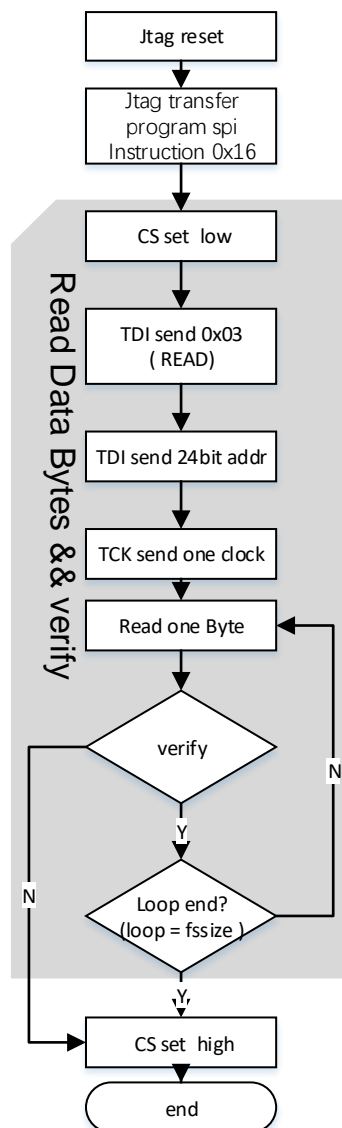 Jtag reset
Jtag transfer
program spi
Instruction 0x16
CS set low
Read Data Bytes && verify
TDI send 0x03
( READ)
TDI send 24bit addr
TCK send one clock
Read one Byte
verify
N
Y
N
Loop end?
(loop = fssize )
Y
CS set high
end